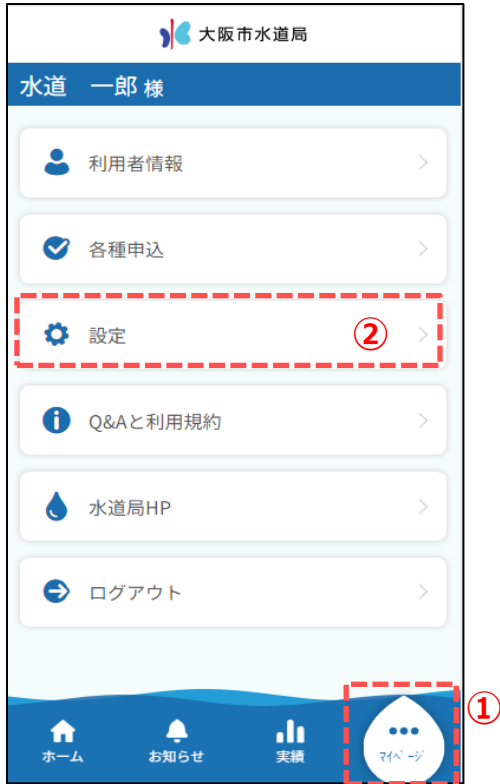 大阪市水道局
水道　一郎 様
利用者情報
各種申込
設定
②
Q&Aと利用規約
水道局HP
ログアウト
①
ホーム
お知らせ
実績
ﾏｲﾍﾟｰｼﾞ